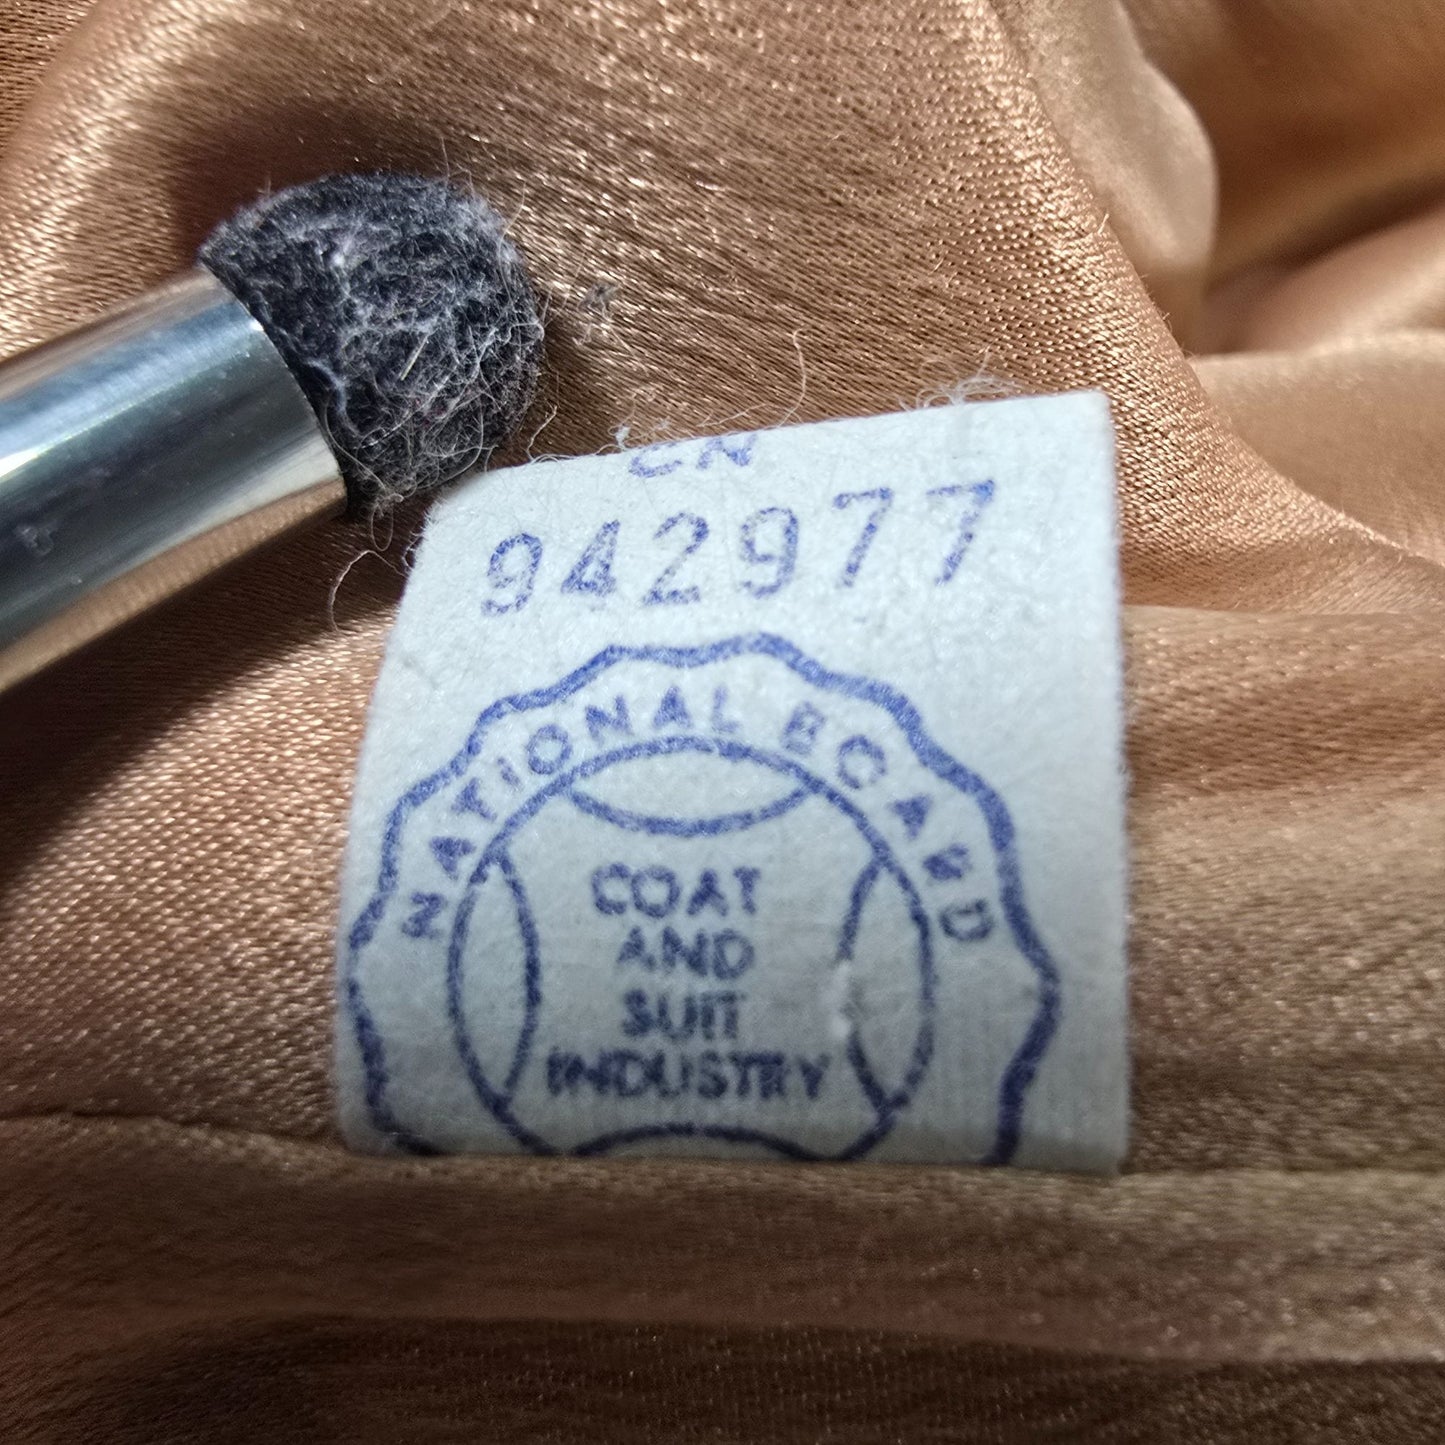 CN
942977
NATIONAL BOARD
COAT
AND
SUIT
INDUSTRY